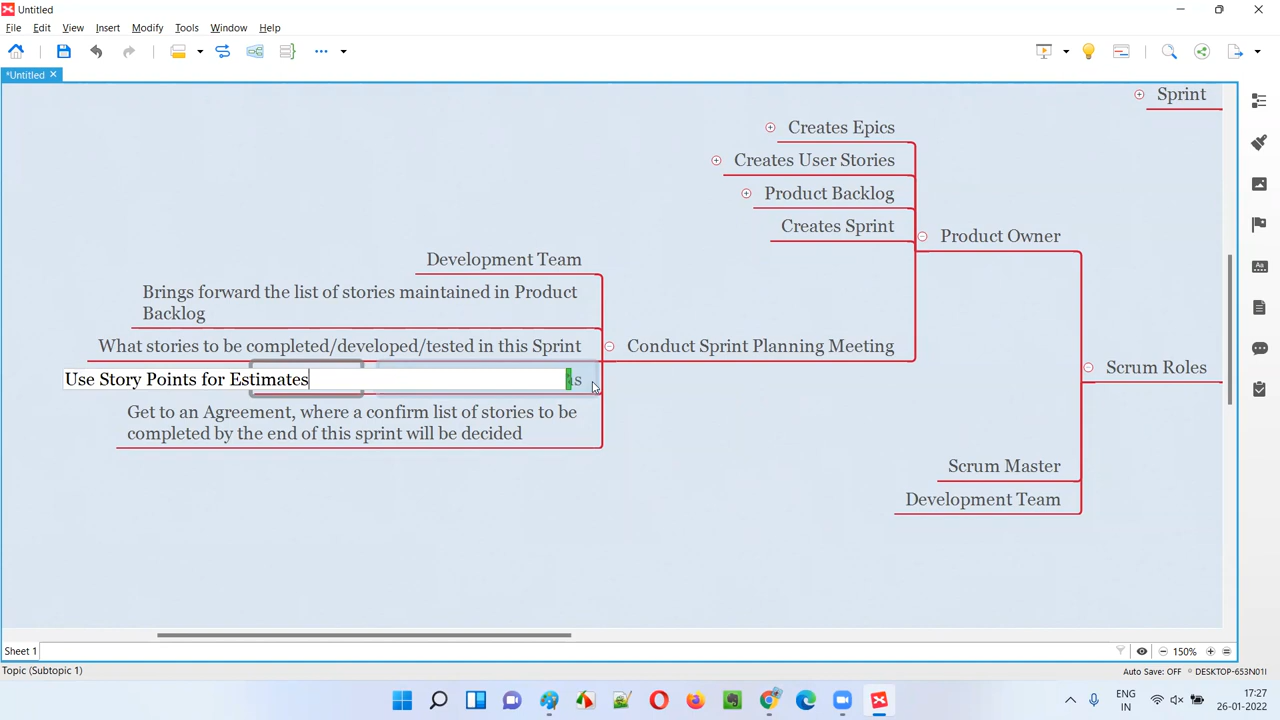 Untitled
File Edit View Insert Modify Tools Window Help
*Untitled
Sprint
Creates Epics
Creates User Stories
Product Backlog
Creates Sprint
Product Owner
Development Team
Brings forward the list of stories maintained in Product
Backlog
What stories to be completed/developed/tested in this Sprint
Conduct Sprint Planning Meeting
Scrum Roles
Use Story Points for Estimates
Get to an Agreement, where a confirm list of stories to be
completed by the end of this sprint will be decided
Scrum Master
Development Team
Sheet 1
150%
Topic (Subtopic 1)
Auto Save: OFF
DESKTOP-653N01I
ENG
IN
17:27
26-01-2022